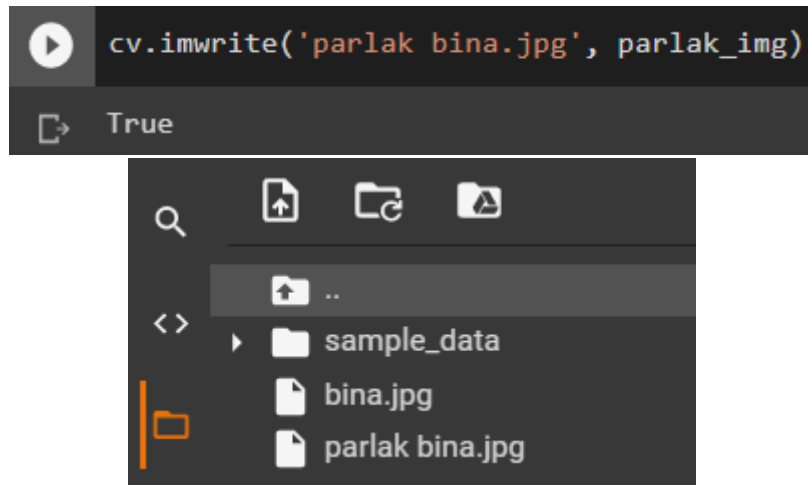 cv.imwrite('parlak bina.jpg', parlak_img)
True
..
sample_data
bina.jpg
parlak bina.jpg